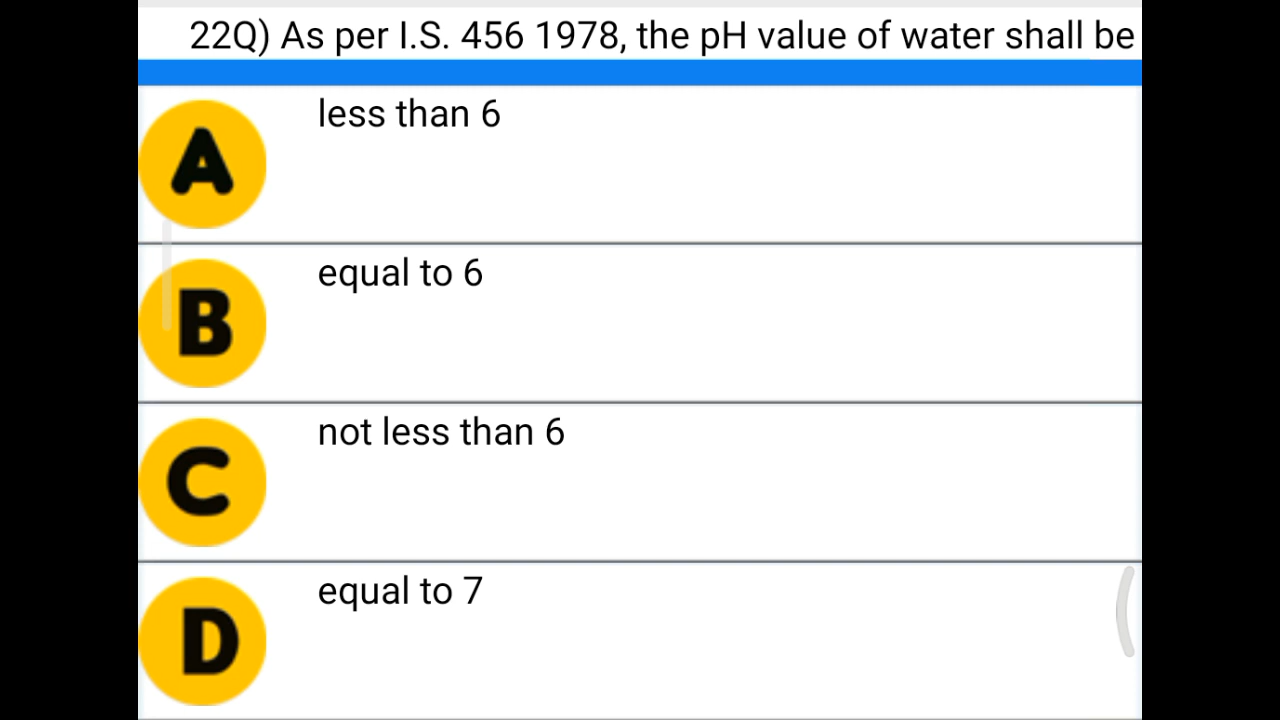 22Q) As per I.S. 456 1978, the pH value of water shall be
A less than 6
B equal to 6
C not less than 6
D equal to 7